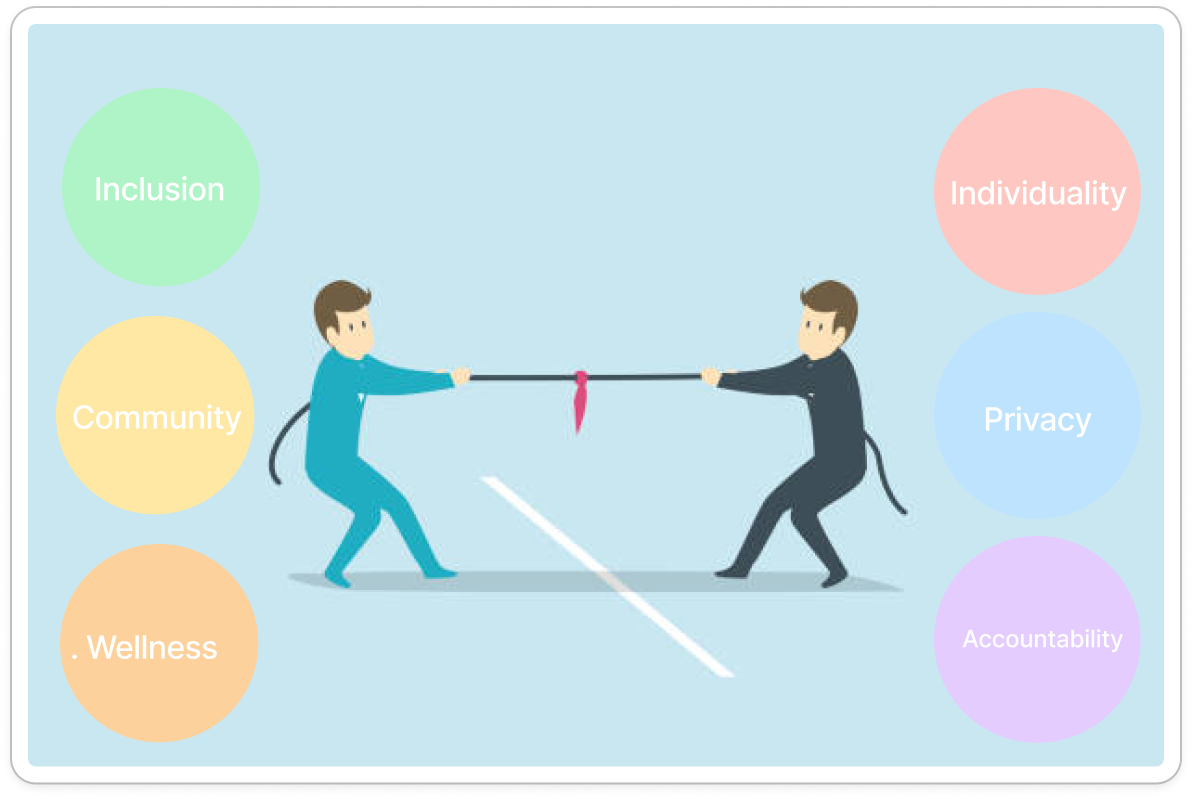 Inclusion
Individuality
Community
Privacy
. Wellness
Accountability